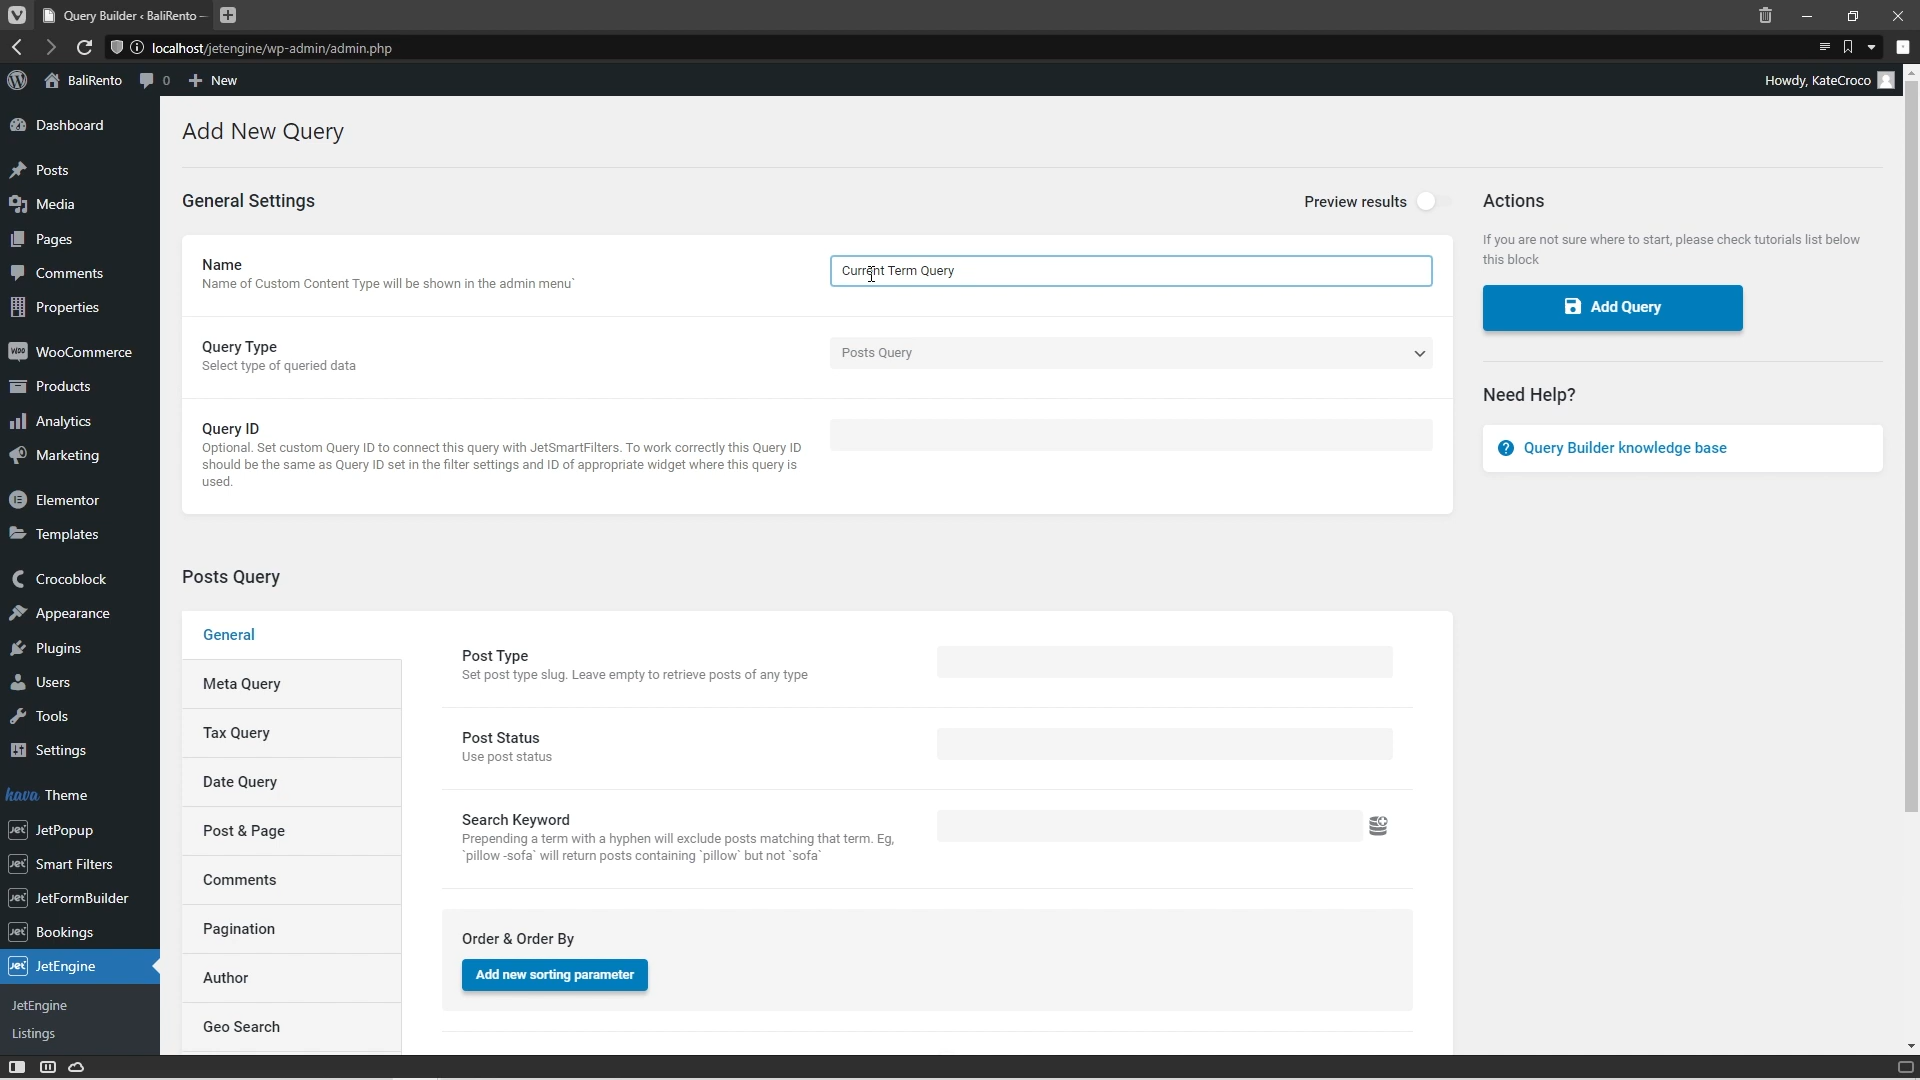 Query Builder ‹ BaliRento —
localhost/jetengine/wp-admin/admin.php
BaliRento
0
New
Howdy, KateCroco
Dashboard
Posts
Media
Pages
Comments
Properties
WooCommerce
Products
Analytics
Marketing
Elementor
Templates
Crocoblock
Appearance
Plugins
Users
Tools
Settings
kava Theme
JetPopup
Smart Filters
JetFormBuilder
Bookings
JetEngine
JetEngine
Listings
Add New Query
General Settings
Preview results
Name
Name of Custom Content Type will be shown in the admin menu`
Current Term Query
Query Type
Select type of queried data
Posts Query
Query ID
Optional. Set custom Query ID to connect this query with JetSmartFilters. To work correctly this Query ID
should be the same as Query ID set in the filter settings and ID of appropriate widget where this query is
used.
Actions
If you are not sure where to start, please check tutorials list below
this block
Add Query
Need Help?
Query Builder knowledge base
Posts Query
General
Meta Query
Tax Query
Date Query
Post & Page
Comments
Pagination
Author
Geo Search
Post Type
Set post type slug. Leave empty to retrieve posts of any type
Post Status
Use post status
Search Keyword
Prepending a term with a hyphen will exclude posts matching that term. Eg,
`pillow -sofa` will return posts containing `pillow` but not `sofa`
Order & Order By
Add new sorting parameter